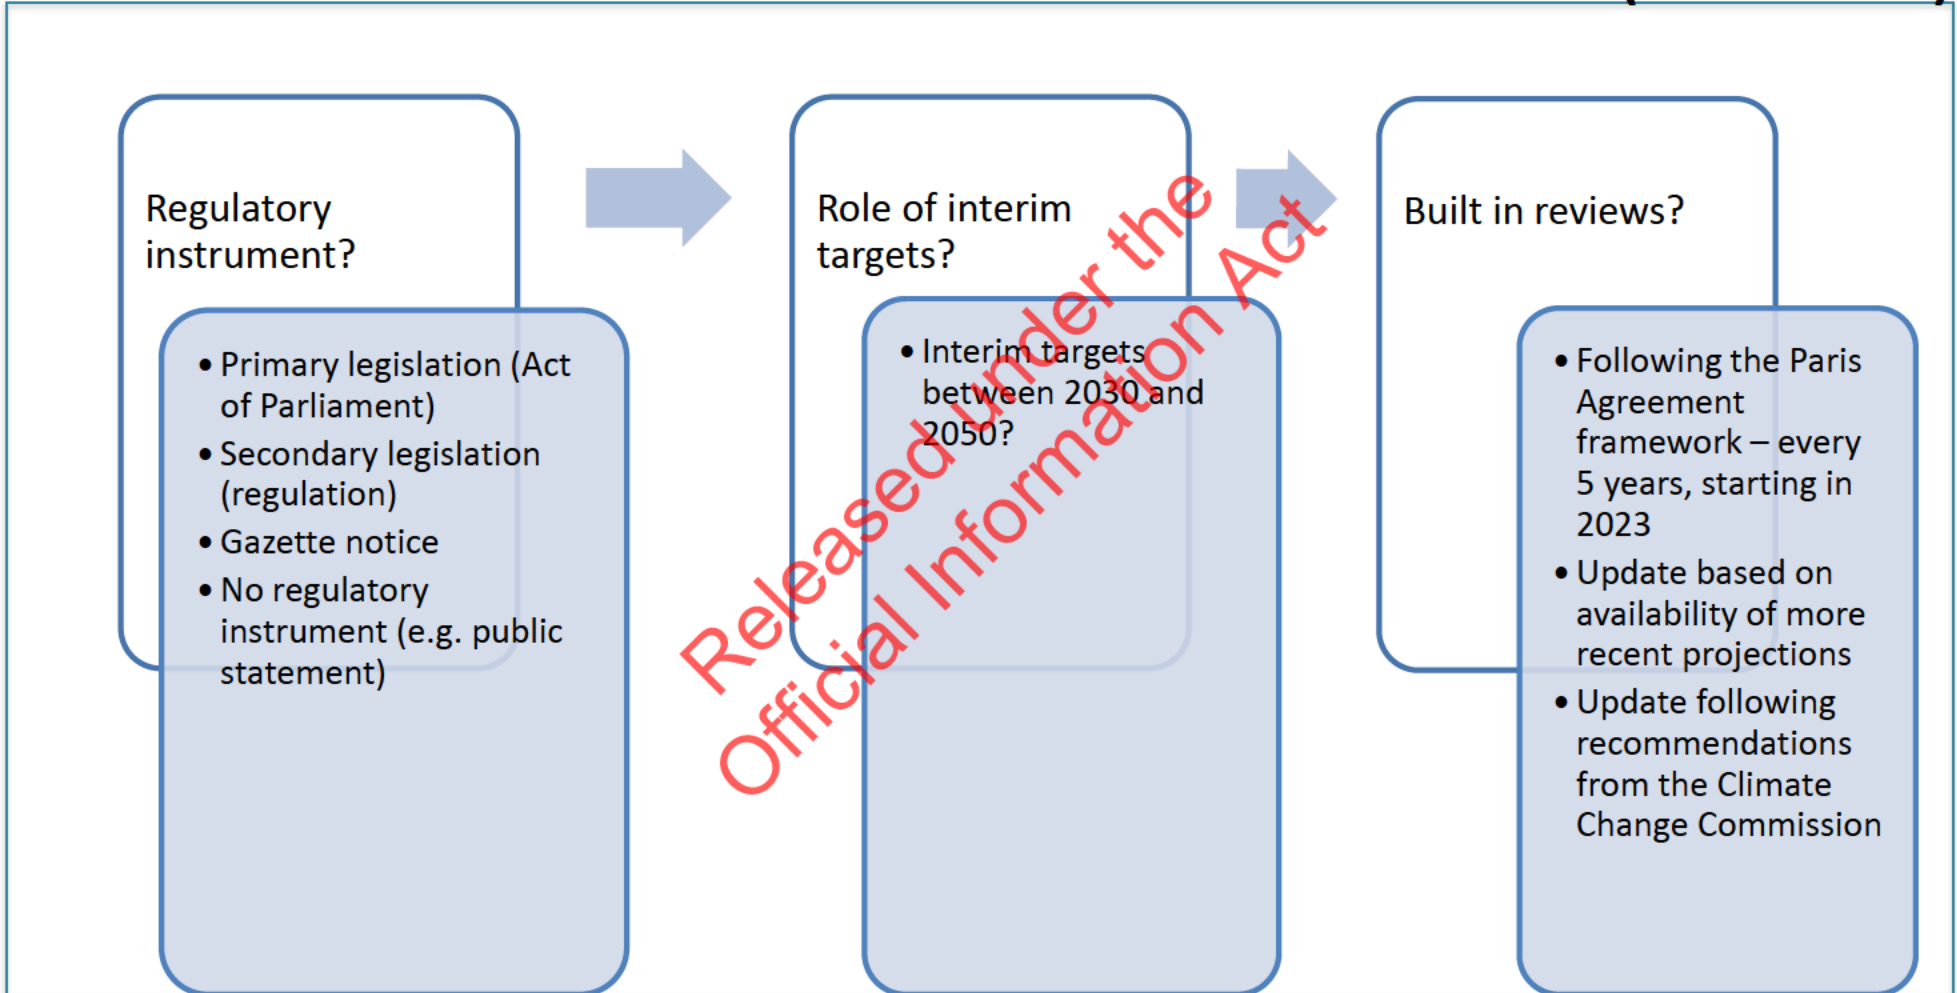 Regulatory
instrument?
• Primary legislation (Act
of Parliament)
• Secondary legislation
(regulation)
• Gazette notice
• No regulatory
instrument (e.g. public
statement)
Role of interim
targets?
• Interim targets
between 2030 and
2050?
Built in reviews?
• Following the Paris
Agreement
framework – every
5 years, starting in
2023
• Update based on
availability of more
recent projections
• Update following
recommendations
from the Climate
Change Commission
Released under the
Official Information Act